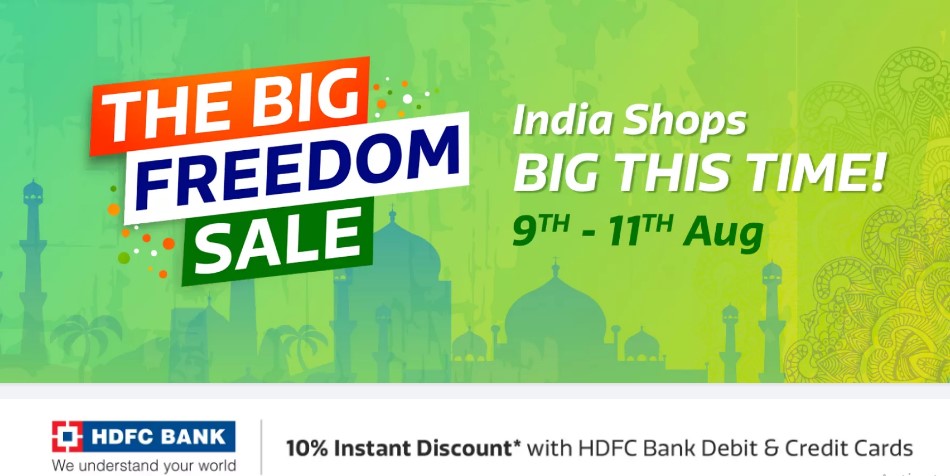 THE BIG
FREEDOM
SALE
India Shops
BIG THIS TIME!
9TH - 11TH Aug
HDFC BANK
We understand your world
10% Instant Discount* with HDFC Bank Debit & Credit Cards